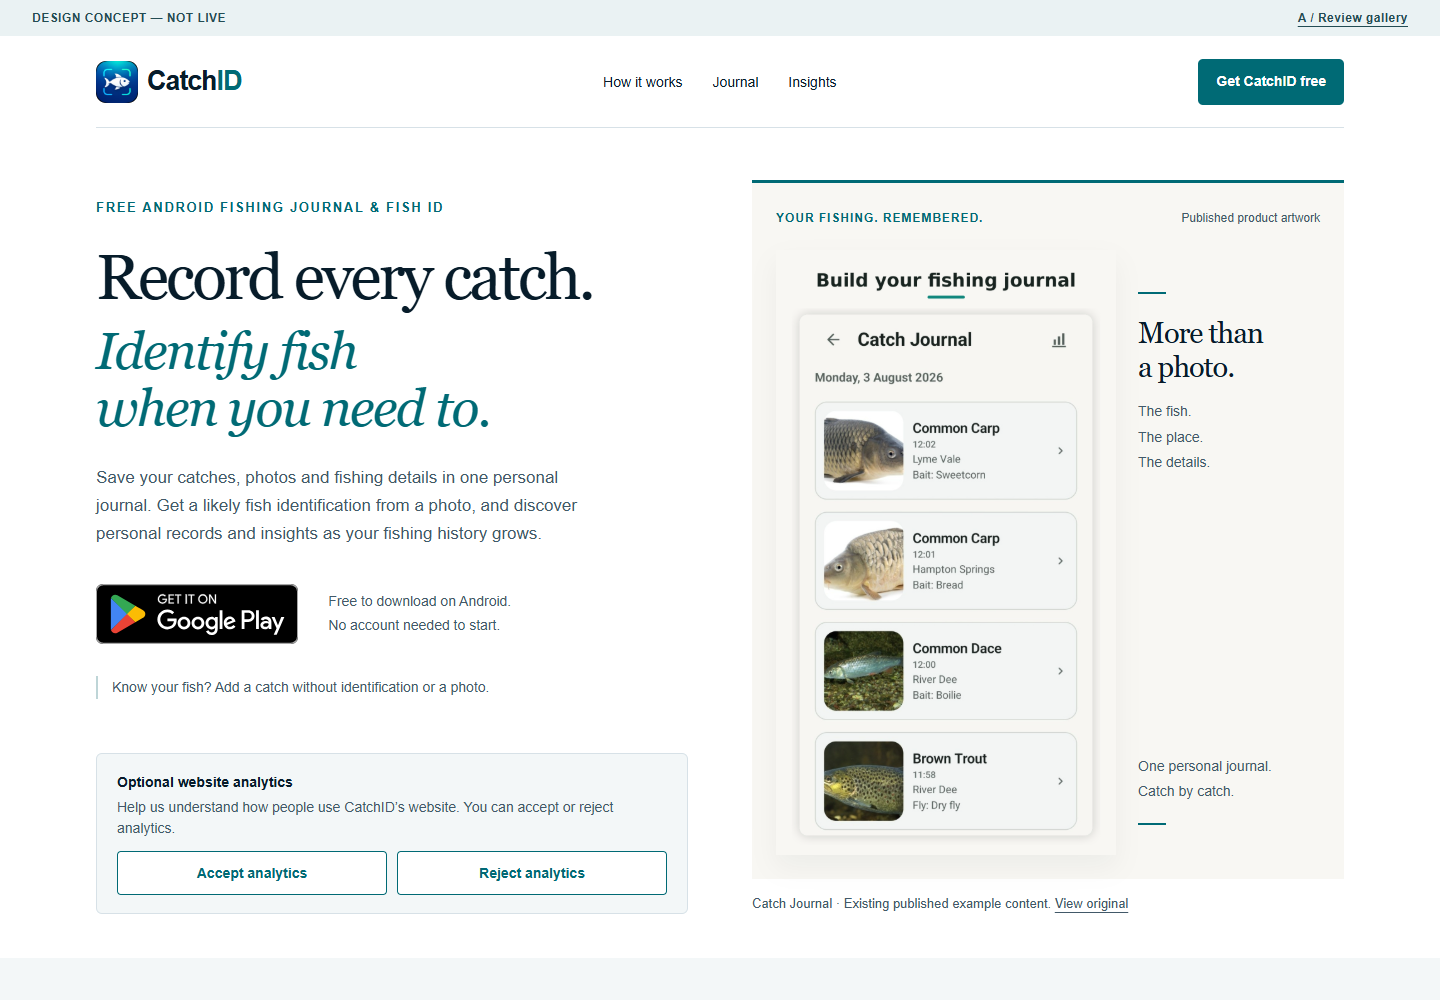 DESIGN CONCEPT — NOT LIVE
A / Review gallery
CatchID
How it works
Journal
Insights
Get CatchID free
FREE ANDROID FISHING JOURNAL & FISH ID
Record every catch.
Identify fish
when you need to.
Save your catches, photos and fishing details in one personal
journal. Get a likely fish identification from a photo, and discover
personal records and insights as your fishing history grows.
GET IT ON
Google Play
Free to download on Android.
No account needed to start.
Know your fish? Add a catch without identification or a photo.
Optional website analytics
Help us understand how people use CatchID's website. You can accept or reject
analytics.
Accept analytics
Reject analytics
YOUR FISHING. REMEMBERED.
Published product artwork
Build your fishing journal
Catch Journal
Monday, 3 August 2026
Common Carp
12:02
Lyme Vale
Bait: Sweetcorn
Common Carp
12:01
Hampton Springs
Bait: Bread
Common Dace
12:00
River Dee
Bait: Boilie
Brown Trout
11:58
River Dee
Fly: Dry fly
More than
a photo.
The fish.
The place.
The details.
One personal journal.
Catch by catch.
Catch Journal · Existing published example content. View original